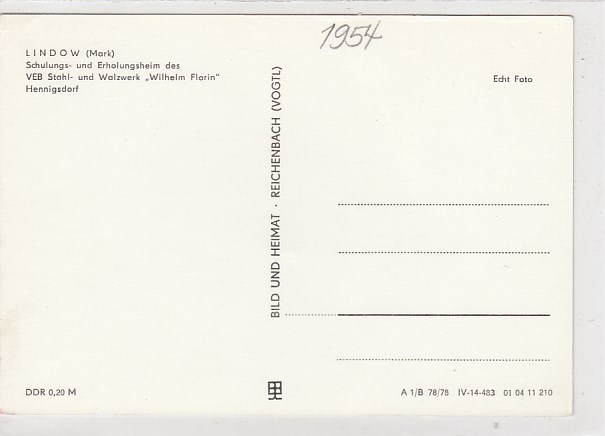 1954
LINDOW (Mark)
Schulungs- und Erholungsheim des
VEB Stahl- und Walzwerk „Wilhelm Florin“
Hennigsdorf
Echt Foto
BILD UND HEIMAT · REICHENBACH (VOGTL)
DDR 0,20 M
A 1/B 78/78 IV-14-483 01 04 11 210